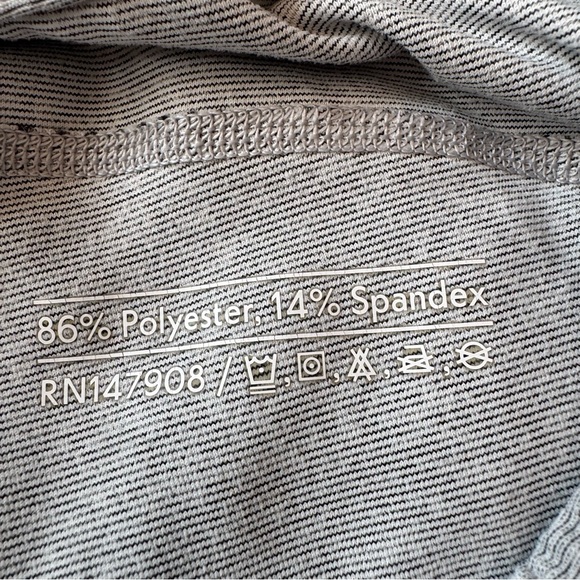 86% Polyester, 14% Spandex
RN147908 /